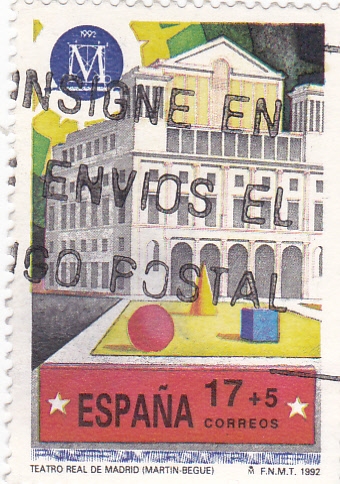 1992
M
NSIGNE EN
ENVIOS EL
SO POSTAL
ESPAÑA 17 + 5
CORREOS
TEATRO REAL DE MADRID (MARTIN-BEGUE) F.N.M.T. 1992